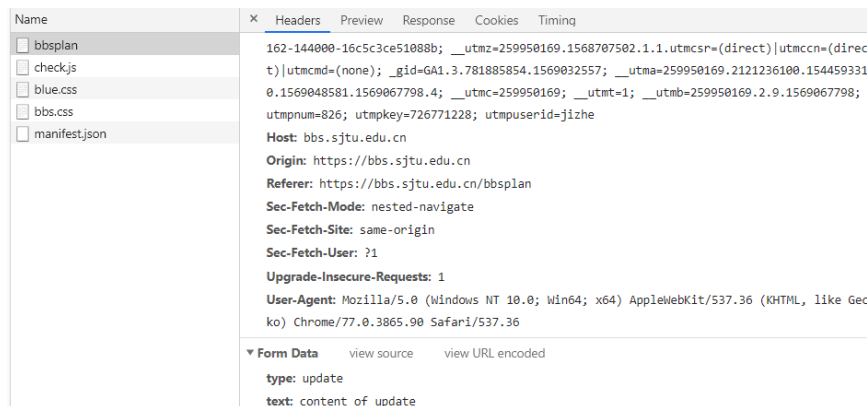 Name
× Headers Preview Response Cookies Timing
bbsplan
check.js
blue.css
bbs.css
manifest.json
162-144000-16c5c3ce51088b; __utmz=259950169.1568707502.1.1.utmcsr=(direct)|utmccn=(direc
t)|utmcmd=(none); _gid=GA1.3.781885854.1569032557; __utma=259950169.2121236100.154459331
0.1569048581.1569067798.4; __utmc=259950169; __utmt=1; __utmb=259950169.2.9.1569067798;
utmpnum=826; utmpkey=726771228; utmpuserid=jizhe
Host: bbs.sjtu.edu.cn
Origin: https://bbs.sjtu.edu.cn
Referer: https://bbs.sjtu.edu.cn/bbsplan
Sec-Fetch-Mode: nested-navigate
Sec-Fetch-Site: same-origin
Sec-Fetch-User: ?1
Upgrade-Insecure-Requests: 1
User-Agent: Mozilla/5.0 (Windows NT 10.0; Win64; x64) AppleWebKit/537.36 (KHTML, like Gec
ko) Chrome/77.0.3865.90 Safari/537.36
Form Data view source view URL encoded
type: update
text: content of update